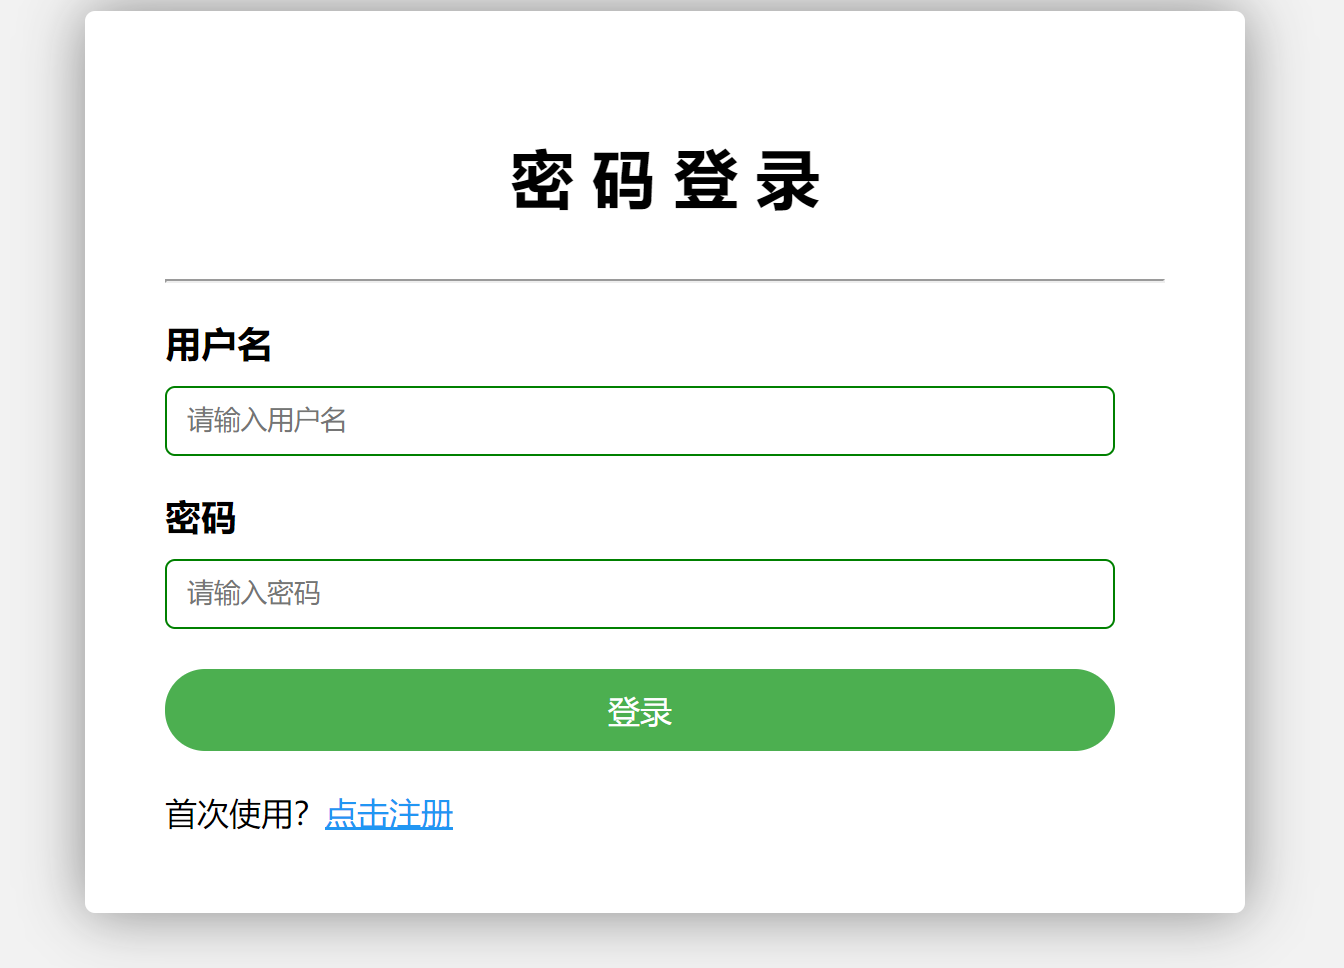 密 码 登 录
用户名
请输入用户名
密码
请输入密码
登录
首次使用？点击注册